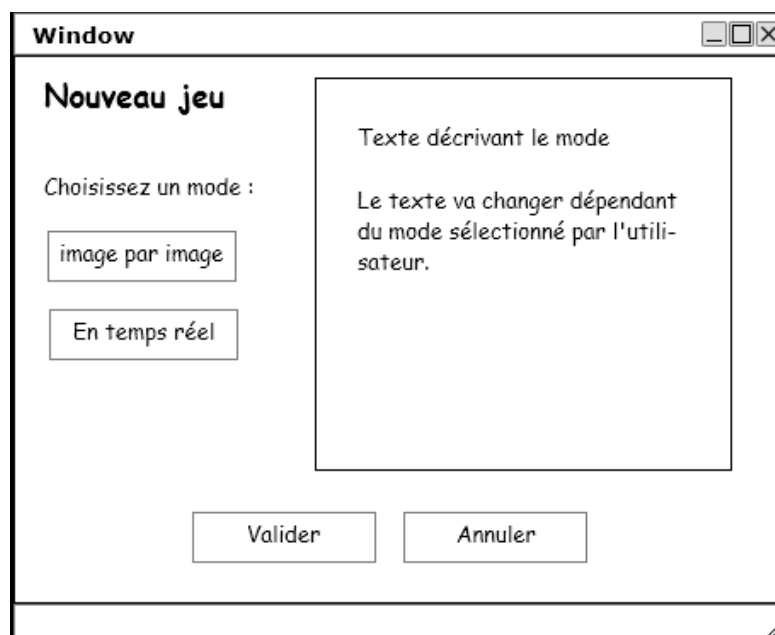 Window
Nouveau jeu
Choisissez un mode :
image par image
En temps réel
Texte décrivant le mode
Le texte va changer dépendant
du mode sélectionné par l'utili-
sateur.
Valider
Annuler